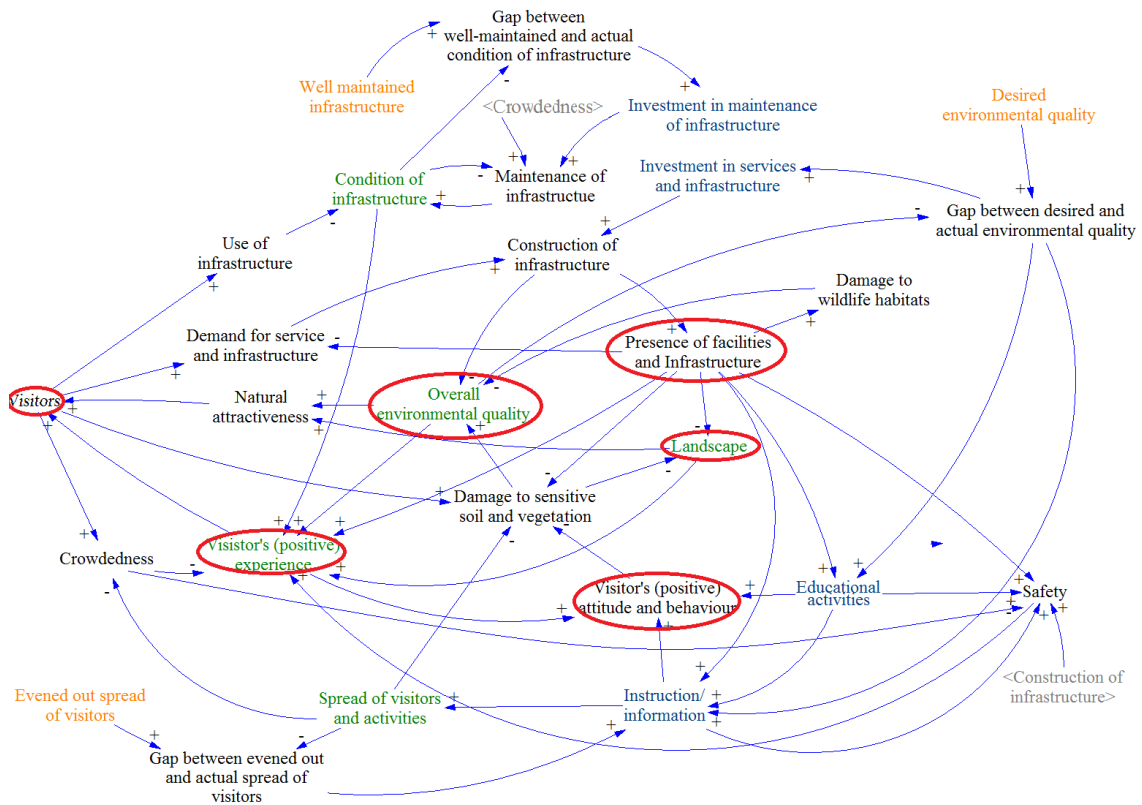 Gap between
well-maintained and actual
condition of infrastructure
+
-
Well maintained
infrastructure
<Crowdedness>
+
Investment in maintenance
of infrastructure
Desired
environmental quality
Condition of
infrastructure
-
+
+
+
Maintenance of
infrastructue
Investment in services
and infrastructure
+
+
-
Gap between desired and
actual environmental quality
-
Use of
infrastructure
+
Construction of
infrastructure
+
+
Damage to
wildlife habitats
+
Demand for service
and infrastructure
-
+
+
Presence of facilities
and Infrastructure
Visitors
+
+
Natural
attractiveness
+
+
Overall
environmental quality
-
-
+
-
Landscape
-
+
-
Damage to sensitive
soil and vegetation
-
-
+
Crowdedness
-
-
+
+
+
Visistor's (positive)
experience
+
+
+
Visitor's (positive)
attitude and behaviour
+
+
+
+
Educational
activities
+
+
-
+
+
Safety
Evened out spread
of visitors
+
Spread of visitors
and activities
-
+
Instruction/
information
+
+
+
+
+
<Construction of
infrastructure>
Gap between evened out
and actual spread of
visitors